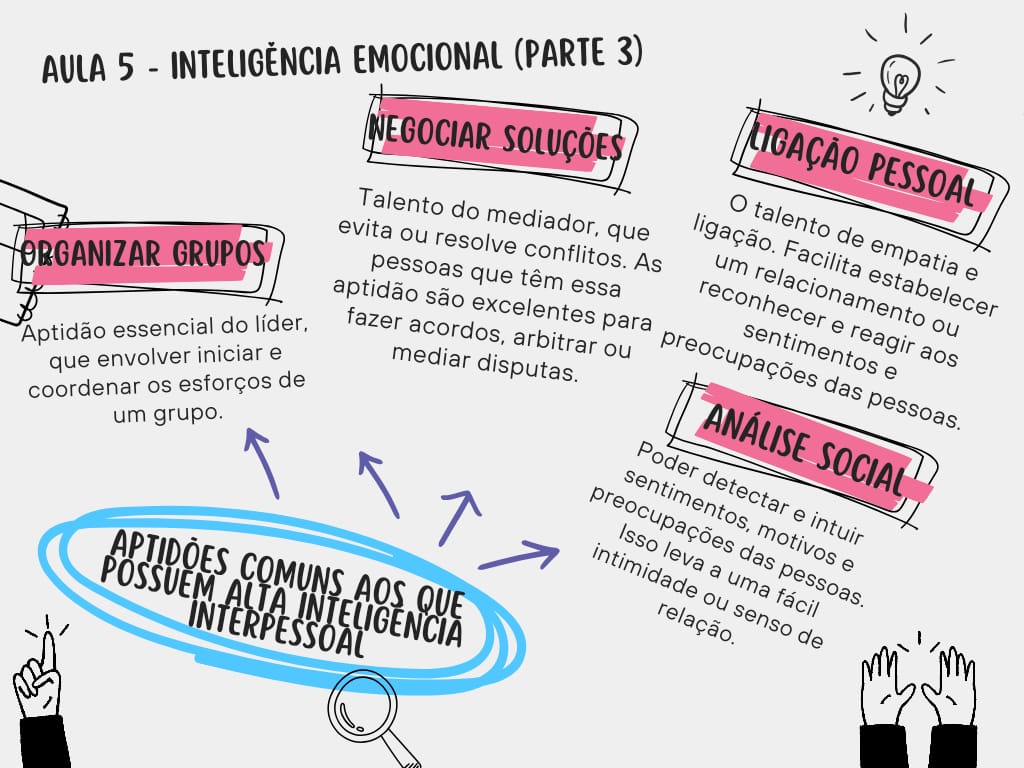 AULA 5 - INTELIGÊNCIA EMOCIONAL (PARTE 3)
ORGANIZAR GRUPOS
Aptidão essencial do líder,
que envolver iniciar e
coordenar os esforços de
um grupo.
NEGOCIAR SOLUÇÕES
Talento do mediador, que
evita ou resolve conflitos. As
pessoas que têm essa
aptidão são excelentes para
fazer acordos, arbitrar ou
mediar disputas.
LIGAÇÃO PESSOAL
O talento de empatia e
ligação. Facilita estabelecer
um relacionamento ou
reconhecer e reagir aos
sentimentos e
preocupações das pessoas.
ANÁLISE SOCIAL
Poder detectar e intuir
sentimentos, motivos e
preocupações das pessoas.
Isso leva a uma fácil
intimidade ou senso de
relação.
APTIDÕES COMUNS AOS QUE
POSSUEM ALTA INTELIGÊNCIA
INTERPESSOAL